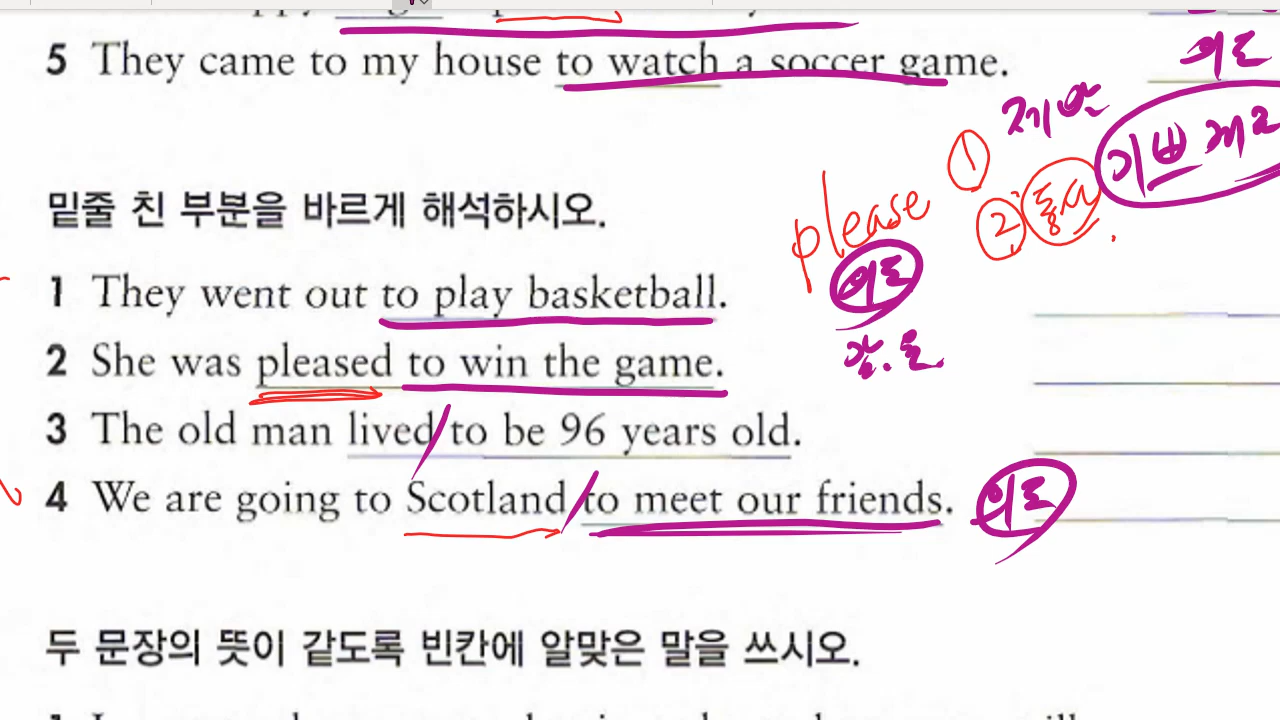 5 They came to my house to watch a soccer game.
의도
제발
기쁘게
please ① ②
밑줄 친 부분을 바르게 해석하시오.
1 They went out to play basketball.
의도
2 She was pleased to win the game.
3 The old man lived/to be 96 years old.
4 We are going to Scotland/to meet our friends.
의도
두 문장의 뜻이 같도록 빈칸에 알맞은 말을 쓰시오.